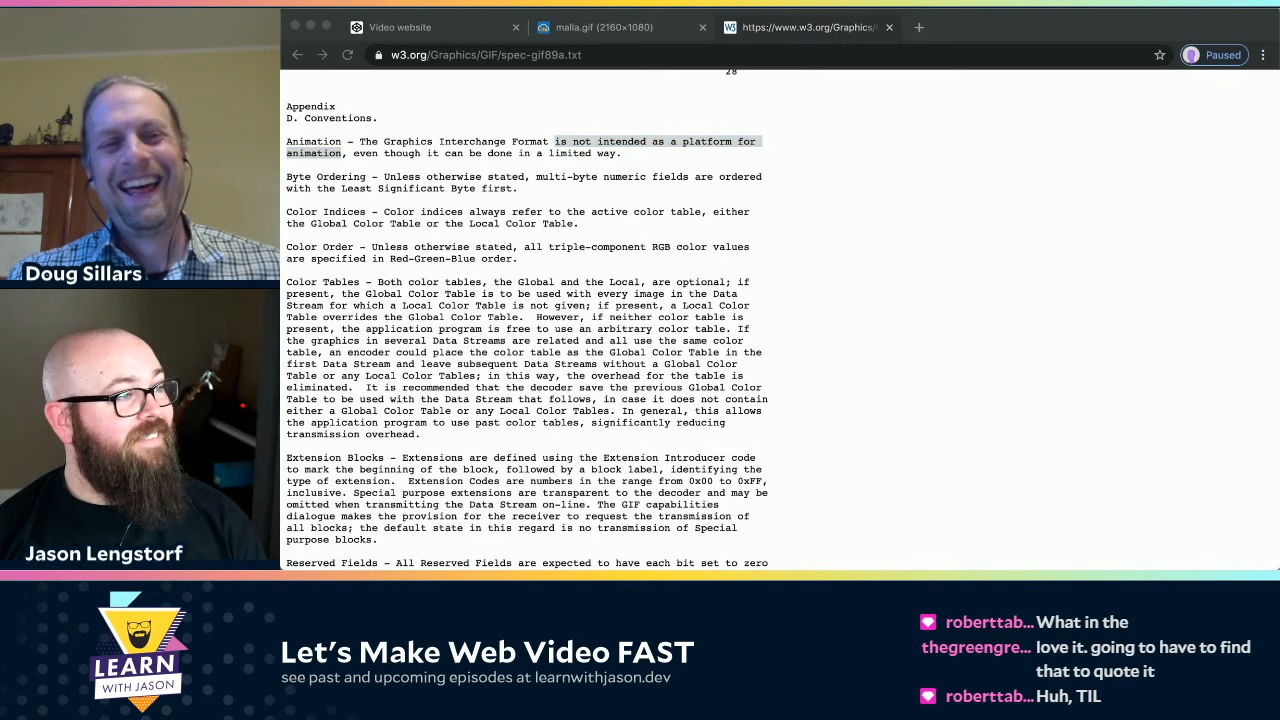 Video website
malla.gif (2160×1080)
https://www.w3.org/Graphics/G
w3.org/Graphics/GIF/spec-gif89a.txt
Paused
28
Appendix
D. Conventions.
Animation - The Graphics Interchange Format is not intended as a platform for
animation, even though it can be done in a limited way.
Byte Ordering - Unless otherwise stated, multi-byte numeric fields are ordered
with the Least Significant Byte first.
Color Indices - Color indices always refer to the active color table, either
the Global Color Table or the Local Color Table.
Color Order - Unless otherwise stated, all triple-component RGB color values
are specified in Red-Green-Blue order.
Color Tables - Both color tables, the Global and the Local, are optional; if
present, the Global Color Table is to be used with every image in the Data
Stream for which a Local Color Table is not given; if present, a Local Color
Table overrides the Global Color Table.  However, if neither color table is
present, the application program is free to use an arbitrary color table. If
the graphics in several Data Streams are related and all use the same color
table, an encoder could place the color table as the Global Color Table in the
first Data Stream and leave subsequent Data Streams without a Global Color
Table or any Local Color Tables; in this way, the overhead for the table is
eliminated.  It is recommended that the decoder save the previous Global Color
Table to be used with the Data Stream that follows, in case it does not contain
either a Global Color Table or any Local Color Tables. In general, this allows
the application program to use past color tables, significantly reducing
transmission overhead.
Extension Blocks - Extensions are defined using the Extension Introducer code
to mark the beginning of the block, followed by a block label, identifying the
type of extension.  Extension Codes are numbers in the range from 0x00 to 0xFF,
inclusive. Special purpose extensions are transparent to the decoder and may be
omitted when transmitting the Data Stream on-line. The GIF capabilities
dialogue makes the provision for the receiver to request the transmission of
all blocks; the default state in this regard is no transmission of Special
purpose blocks.
Reserved Fields - All Reserved Fields are expected to have each bit set to zero
Doug Sillars
Jason Lengstorf
LEARN
WITH JASON
Let's Make Web Video FAST
see past and upcoming episodes at learnwithjason.dev
roberttab... What in the
thegreengre... love it. going to have to find
that to quote it
roberttab... Huh, TIL